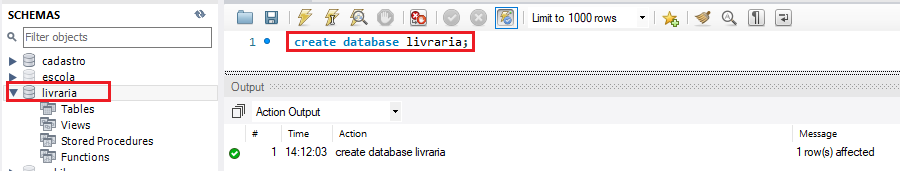 SCHEMAS
Filter objects
cadastro
escola
livraria
Tables
Views
Stored Procedures
Functions
Limit to 1000 rows
1 create database livraria;
Output
Action Output
# Time Action Message
1 14:12:03 create database livraria 1 row(s) affected